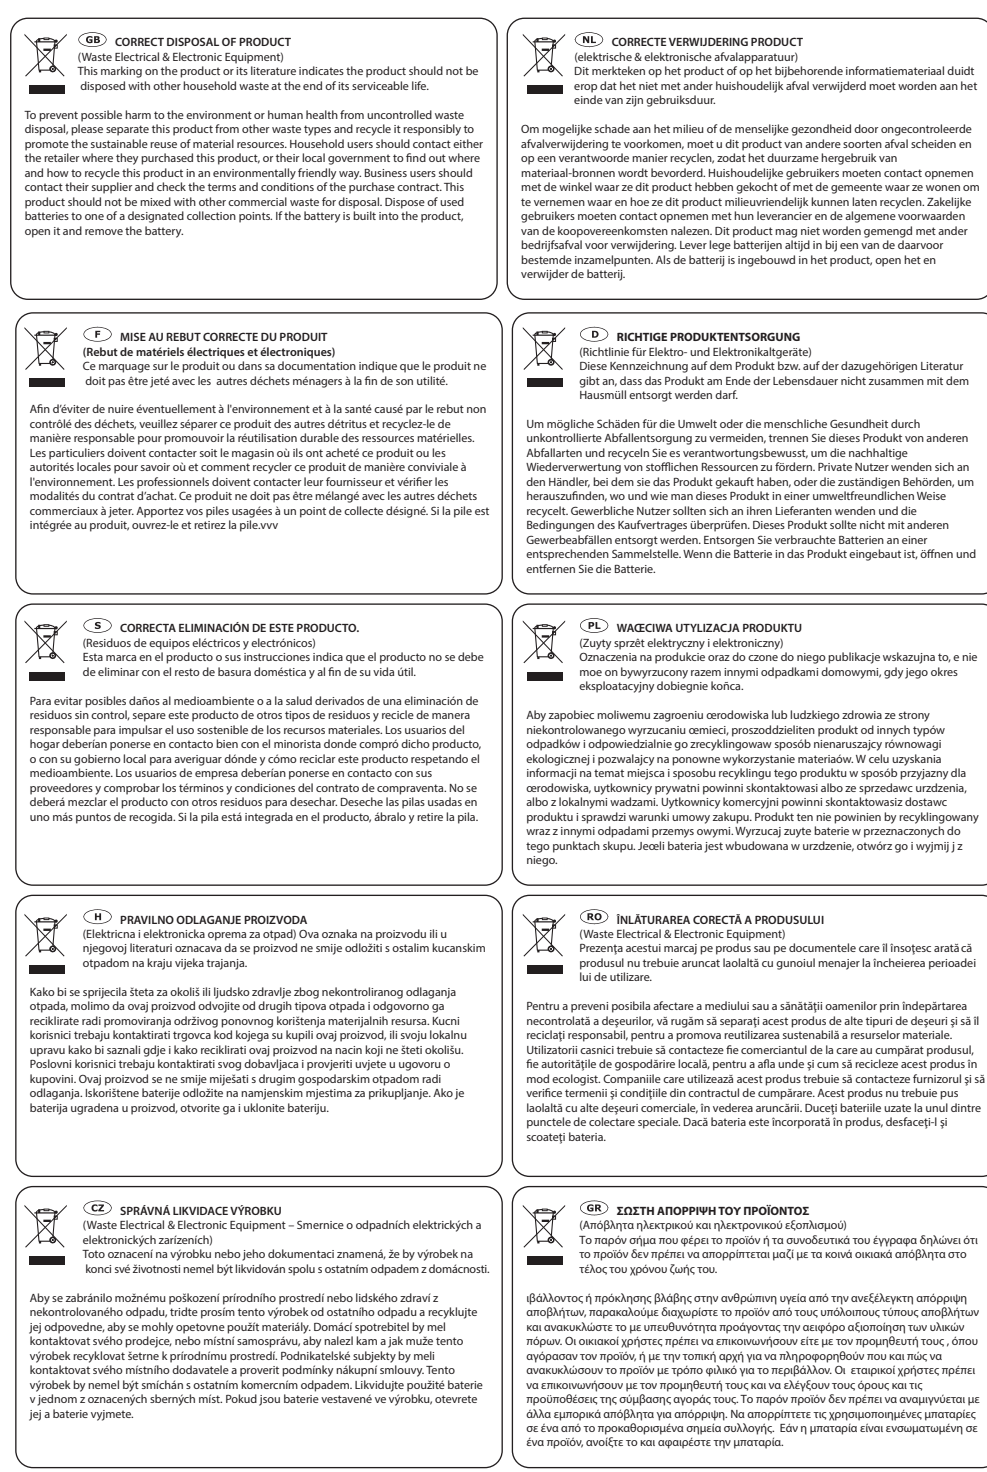 GB CORRECT DISPOSAL OF PRODUCT
(Waste Electrical & Electronic Equipment)
This marking on the product or its literature indicates the product should not be
disposed with other household waste at the end of its serviceable life.
To prevent possible harm to the environment or human health from uncontrolled waste
disposal, please separate this product from other waste types and recycle it responsibly to
promote the sustainable reuse of material resources. Household users should contact either
the retailer where they purchased this product, or their local government to find out where
and how to recycle this product in an environmentally friendly way. Business users should
contact their supplier and check the terms and conditions of the purchase contract. This
product should not be mixed with other commercial waste for disposal. Dispose of used
batteries to one of a designated collection points. If the battery is built into the product,
open it and remove the battery.
NL CORRECTE VERWIJDERING PRODUCT
(elektrische & elektronische afvalapparatuur)
Dit merkteken op het product of op het bijbehorende informatiemateriaal duidt
erop dat het niet met ander huishoudelijk afval verwijderd moet worden aan het
einde van zijn gebruiksduur.
Om mogelijke schade aan het milieu of de menselijke gezondheid door ongecontroleerde
afvalverwijdering te voorkomen, moet u dit product van andere soorten afval scheiden en
op een verantwoorde manier recyclen, zodat het duurzame hergebruik van
materiaal-bronnen wordt bevorderd. Huishoudelijke gebruikers moeten contact opnemen
met de winkel waar ze dit product hebben gekocht of met de gemeente waar ze wonen om
te vernemen waar en hoe ze dit product milieuvriendelijk kunnen laten recyclen. Zakelijke
gebruikers moeten contact opnemen met hun leverancier en de algemene voorwaarden
van de koopovereenkomsten nalezen. Dit product mag niet worden gemengd met ander
bedrijfsafval voor verwijdering. Lever lege batterijen altijd in bij een van de daarvoor
bestemde inzamelpunten. Als de batterij is ingebouwd in het product, open het en
verwijder de batterij.
F MISE AU REBUT CORRECTE DU PRODUIT
(Rebut de matériels électriques et électroniques)
Ce marquage sur le produit ou dans sa documentation indique que le produit ne
doit pas être jeté avec les autres déchets ménagers à la fin de son utilité.
Afin d'éviter de nuire éventuellement à l'environnement et à la santé causé par le rebut non
contrôlé des déchets, veuillez séparer ce produit des autres détritus et recyclez-le de
manière responsable pour promouvoir la réutilisation durable des ressources matérielles.
Les particuliers doivent contacter soit le magasin où ils ont acheté ce produit ou les
autorités locales pour savoir où et comment recycler ce produit de manière conviviale à
l'environnement. Les professionnels doivent contacter leur fournisseur et vérifier les
modalités du contrat d'achat. Ce produit ne doit pas être mélangé avec les autres déchets
commerciaux à jeter. Apportez vos piles usagées à un point de collecte désigné. Si la pile est
intégrée au produit, ouvrez-le et retirez la pile.vvv
D RICHTIGE PRODUKTENTSORGUNG
(Richtlinie für Elektro- und Elektronikaltgeräte)
Diese Kennzeichnung auf dem Produkt bzw. auf der dazugehörigen Literatur
gibt an, dass das Produkt am Ende der Lebensdauer nicht zusammen mit dem
Hausmüll entsorgt werden darf.
Um mögliche Schäden für die Umwelt oder die menschliche Gesundheit durch
unkontrollierte Abfallentsorgung zu vermeiden, trennen Sie dieses Produkt von anderen
Abfallarten und recyceln Sie es verantwortungsbewusst, um die nachhaltige
Wiederverwertung von stofflichen Ressourcen zu fördern. Private Nutzer wenden sich an
den Händler, bei dem sie das Produkt gekauft haben, oder die zuständigen Behörden, um
herauszufinden, wo und wie man dieses Produkt in einer umweltfreundlichen Weise
recycelt. Gewerbliche Nutzer sollten sich an ihren Lieferanten wenden und die
Bedingungen des Kaufvertrages überprüfen. Dieses Produkt sollte nicht mit anderen
Gewerbeabfällen entsorgt werden. Entsorgen Sie verbrauchte Batterien an einer
entsprechenden Sammelstelle. Wenn die Batterie in das Produkt eingebaut ist, öffnen und
entfernen Sie die Batterie.
S CORRECTA ELIMINACIÓN DE ESTE PRODUCTO.
(Residuos de equipos eléctricos y electrónicos)
Esta marca en el producto o sus instrucciones indica que el producto no se debe
de eliminar con el resto de basura doméstica y al fin de su vida útil.
Para evitar posibles daños al medioambiente o a la salud derivados de una eliminación de
residuos sin control, separe este producto de otros tipos de residuos y recicle de manera
responsable para impulsar el uso sostenible de los recursos materiales. Los usuarios del
hogar deberían ponerse en contacto bien con el minorista donde compró dicho producto,
o con su gobierno local para averiguar dónde y cómo reciclar este producto respetando el
medioambiente. Los usuarios de empresa deberían ponerse en contacto con sus
proveedores y comprobar los términos y condiciones del contrato de compraventa. No se
deberá mezclar el producto con otros residuos para desechar. Deseche las pilas usadas en
uno más puntos de recogida. Si la pila está integrada en el producto, ábralo y retire la pila.
PL WACECIWA UTYLIZACJA PRODUKTU
(Zuyty sprzêt elektryczny i elektroniczny)
Oznaczenia na produkcie oraz do czone do niego publikacje wskazujna to, e nie
moe on bywyrzucony razem innymi odpadkami domowymi, gdy jego okres
eksploatacyjny dobiegnie koñca.
Aby zapobiec moliwemu zagroeniu œrodowiska lub ludzkiego zdrowia ze strony
niekontrolowanego wyrzucaniu œmieci, proszoddzieliten produkt od innych typów
odpadków i odpowiedzialnie go zrecyklingowaw sposób nienaruszajcy równowagi
ekologicznej i pozwalajcy na ponowne wykorzystanie materiaów. W celu uzyskania
informacji na temat miejsca i sposobu recyklingu tego produktu w sposób przyjazny dla
œrodowiska, uytkownicy prywatni powinni skontaktowasi albo ze sprzedawc urzdzenia,
albo z lokalnymi wadzami. Uytkownicy komercyjni powinni skontaktowasiz dostawc
produktu i sprawdzi warunki umowy zakupu. Produkt ten nie powinien by recyklingowany
wraz z innymi odpadami przemys owymi. Wyrzucaj zuyte baterie w przeznaczonych do
tego punktach skupu. Jeœli bateria jest wbudowana w urzdzenie, otwórz go i wyjmij j z
niego.
H PRAVILNO ODLAGANJE PROIZVODA
(Elektricna i elektronicka oprema za otpad) Ova oznaka na proizvodu ili u
njegovoj literaturi oznacava da se proizvod ne smije odložiti s ostalim kucanskim
otpadom na kraju vijeka trajanja.
Kako bi se sprijecila šteta za okoliš ili ljudsko zdravlje zbog nekontroliranog odlaganja
otpada, molimo da ovaj proizvod odvojite od drugih tipova otpada i odgovorno ga
reciklirate radi promoviranja održivog ponovnog korištenja materijalnih resursa. Kucni
korisnici trebaju kontaktirati trgovca kod kojega su kupili ovaj proizvod, ili svoju lokalnu
upravu kako bi saznali gdje i kako reciklirati ovaj proizvod na nacin koji ne šteti okolišu.
Poslovni korisnici trebaju kontaktirati svog dobavljaca i provjeriti uvjete u ugovoru o
kupovini. Ovaj proizvod se ne smije miješati s drugim gospodarskim otpadom radi
odlaganja. Iskorištene baterije odložite na namjenskim mjestima za prikupljanje. Ako je
baterija ugradena u proizvod, otvorite ga i uklonite bateriju.
RO ÎNLĂTURAREA CORECTĂ A PRODUSULUI
(Waste Electrical & Electronic Equipment)
Prezenţa acestui marcaj pe produs sau pe documentele care îl însoţesc arată că
produsul nu trebuie aruncat laolaltă cu gunoiul menajer la încheierea perioadei
lui de utilizare.
Pentru a preveni posibila afectare a mediului sau a sănătăţii oamenilor prin îndepărtarea
necontrolată a deşeurilor, vă rugăm să separaţi acest produs de alte tipuri de deşeuri şi să îl
reciclaţi responsabil, pentru a promova reutilizarea sustenabilă a resurselor materiale.
Utilizatorii casnici trebuie să contacteze fie comerciantul de la care au cumpărat produsul,
fie autorităţile de gospodărire locală, pentru a afla unde şi cum să recicleze acest produs în
mod ecologist. Companiile care utilizează acest produs trebuie să contacteze furnizorul şi să
verifice termenii şi condiţiile din contractul de cumpărare. Acest produs nu trebuie pus
laolaltă cu alte deşeuri comerciale, în vederea aruncării. Duceţi bateriile uzate la unul dintre
punctele de colectare speciale. Dacă bateria este încorporată în produs, desfaceţi-l şi
scoateţi bateria.
CZ SPRÁVNÁ LIKVIDACE VÝROBKU
(Waste Electrical & Electronic Equipment – Smernice o odpadních elektrických a
elektronických zarízeních)
Toto oznacení na výrobku nebo jeho dokumentaci znamená, že by výrobek na
konci své životnosti nemel být likvidován spolu s ostatním odpadem z domácnosti.
Aby se zabránilo možnému poškození prírodního prostredí nebo lidského zdraví z
nekontrolovaného odpadu, tridte prosím tento výrobek od ostatního odpadu a recyklujte
jej odpovedne, aby se mohly opetovne použít materiály. Domácí spotrebitel by mel
kontaktovat svého prodejce, nebo místní samosprávu, aby nalezl kam a jak muže tento
výrobek recyklovat šetrne k prírodnímu prostredí. Podnikatelské subjekty by meli
kontaktovat svého místního dodavatele a proverit podmínky nákupní smlouvy. Tento
výrobek by nemel být smíchán s ostatním komercním odpadem. Likvidujte použité baterie
v jednom z oznacených sberných míst. Pokud jsou baterie vestavené ve výrobku, otevrete
jej a baterie vyjmete.
GR ΣΩΣΤΗ ΑΠΟΡΡΙΨΗ ΤΟΥ ΠΡΟΪΟΝΤΟΣ
(Απόβλητα ηλεκτρικού και ηλεκτρονικού εξοπλισμού)
Το παρόν σήμα που φέρει το προϊόν ή τα συνοδευτικά του έγγραφα δηλώνει ότι
το προϊόν δεν πρέπει να απορρίπτεται μαζί με τα κοινά οικιακά απόβλητα στο
τέλος του χρόνου ζωής του.
ιβάλλοντος ή πρόκλησης βλάβης στην ανθρώπινη υγεία από την ανεξέλεγκτη απόρριψη
αποβλήτων, παρακαλούμε διαχωρίστε το προϊόν από τους υπόλοιπους τύπους αποβλήτων
και ανακυκλώστε το με υπευθυνότητα προάγοντας την αειφόρο αξιοποίηση των υλικών
πόρων. Οι οικιακοί χρήστες πρέπει να επικοινωνήσουν είτε με τον προμηθευτή τους , όπου
αγόρασαν τον προϊόν, ή με την τοπική αρχή για να πληροφορηθούν που και πώς να
ανακυκλώσουν το προϊόν με τρόπο φιλικό για το περιβάλλον. Οι εταιρικοί χρήστες πρέπει
να επικοινωνήσουν με τον προμηθευτή τους και να ελέγξουν τους όρους και τις
προϋποθέσεις της σύμβασης αγοράς τους. Το παρόν προϊόν δεν πρέπει να αναμιγνύεται με
άλλα εμπορικά απόβλητα για απόρριψη. Να απορρίπτετε τις χρησιμοποιημένες μπαταρίες
σε ένα από το προκαθορισμένα σημεία συλλογής. Εάν η μπαταρία είναι ενσωματωμένη σε
ένα προϊόν, ανοίξτε το και αφαιρέστε την μπαταρία.